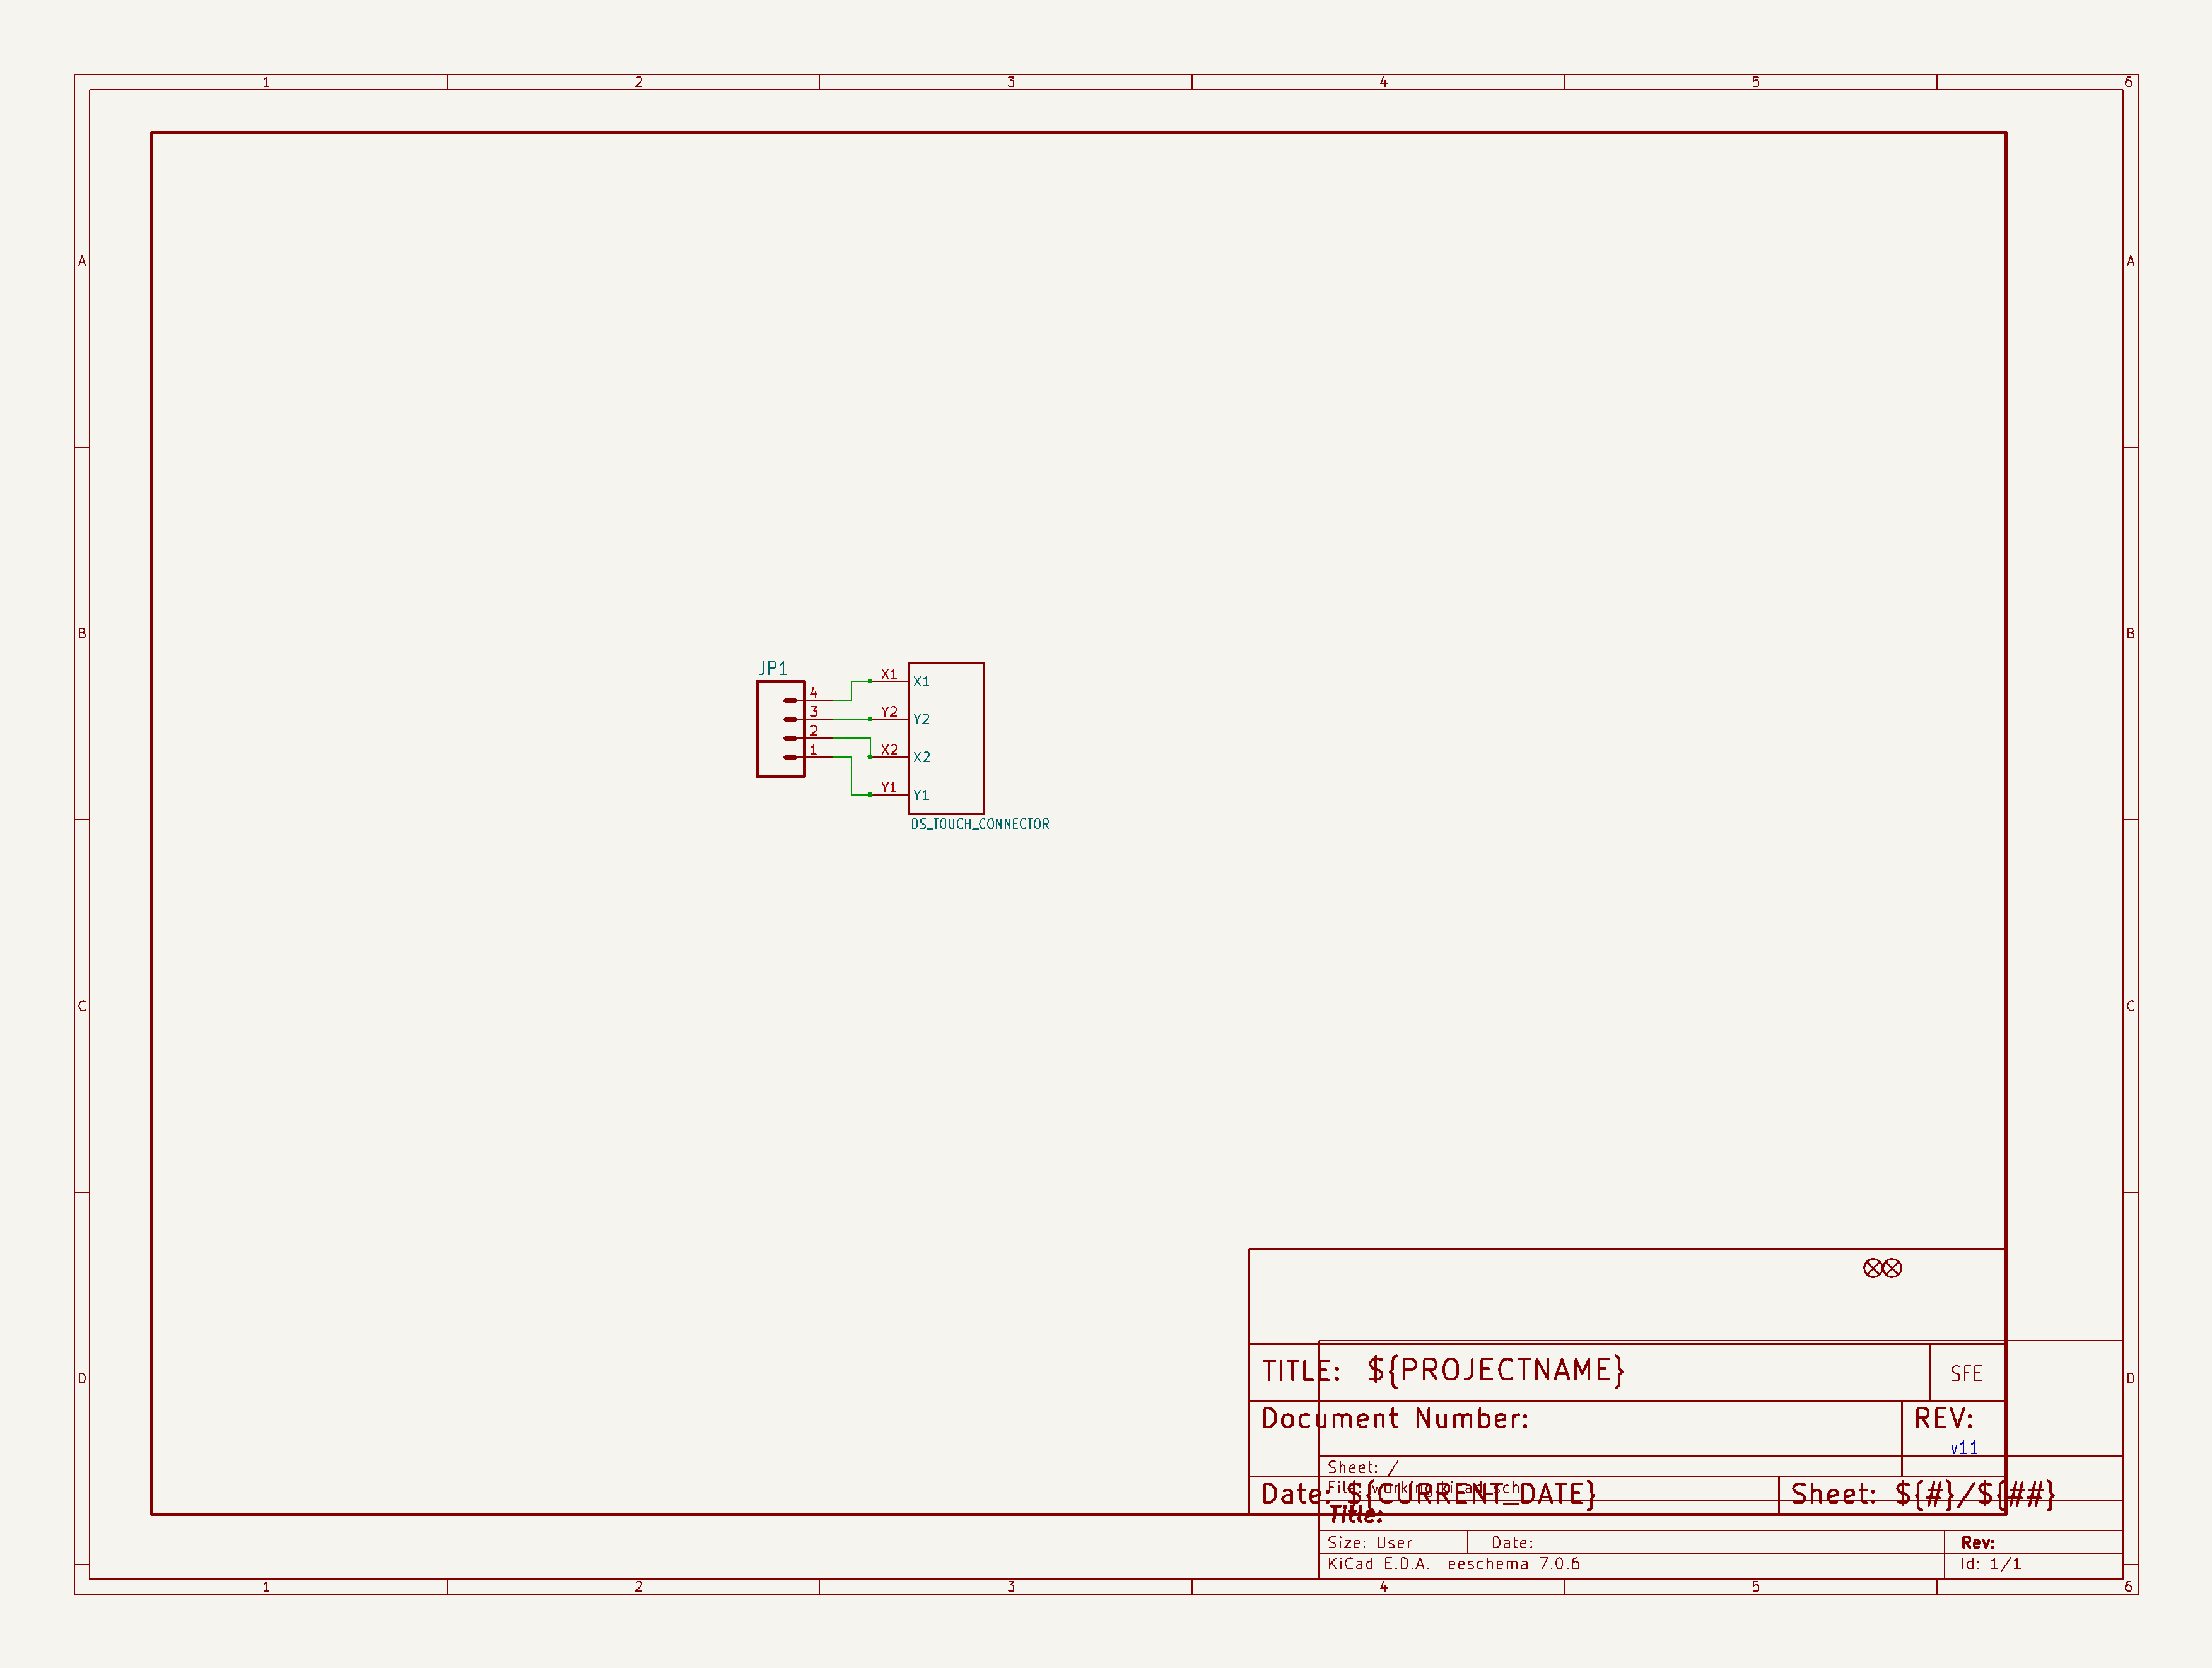 1 2 3 4 5 6
A A
JP1
B B
4 X1 X1
3 Y2 Y2
2 X2 X2
1 Y1 Y1
DS_TOUCH_CONNECTOR
C C
TITLE: ${PROJECTNAME} SFE
D D
Document Number: REV:
v11
Sheet: /
File: working.kicad_sch
Date: ${CURRENT_DATE} Sheet: ${#}/${##}
Title:
Size: User Date: Rev:
KiCad E.D.A. eeschema 7.0.6 Id: 1/1
1 2 3 4 5 6